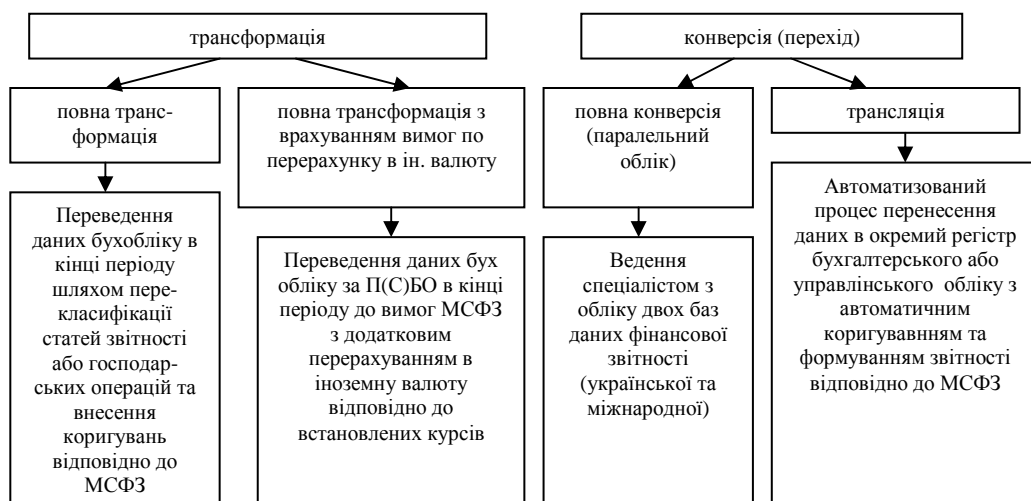 трансформація
конверсія (перехід)
повна транс-
формація
повна трансформація з
врахуванням вимог по
перерахунку в ін. валюту
повна конверсія
(паралельний
облік)
трансляція
Переведення
даних бухобліку в
кінці періоду
шляхом пере-
класифікації
статей звітності
або господар-
ських операцій та
внесення
коригувань
відповідно до
МСФЗ
Переведення даних бух
обліку за П(С)БО в кінці
періоду до вимог МСФЗ
з додатковим
перерахуванням в
іноземну валюту
відповідно до
встановлених курсів
Ведення
спеціалістом з
обліку двох баз
даних фінансової
звітності
(української та
міжнародної)
Автоматизований
процес перенесення
даних в окремий регістр
бухгалтерського або
управлінського обліку з
автоматичним
коригуавнням та
формуванням звітності
відповідно до МСФЗ